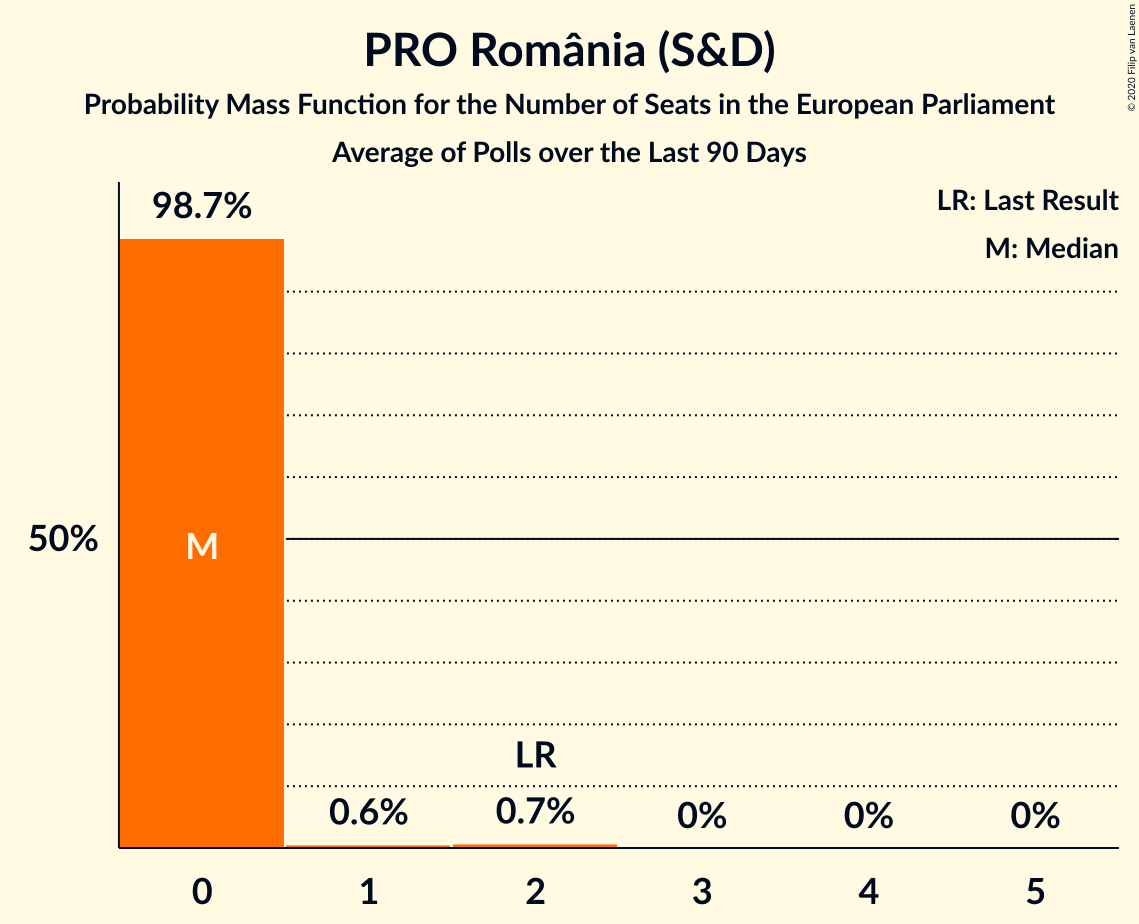 PRO România (S&D)
Probability Mass Function for the Number of Seats in the European Parliament
Average of Polls over the Last 90 Days
© 2020 Filip van Laenen
LR: Last Result
M: Median
98.7%
50%
M
LR
0.6%
0.7%
0%
0%
0%
0
1
2
3
4
5